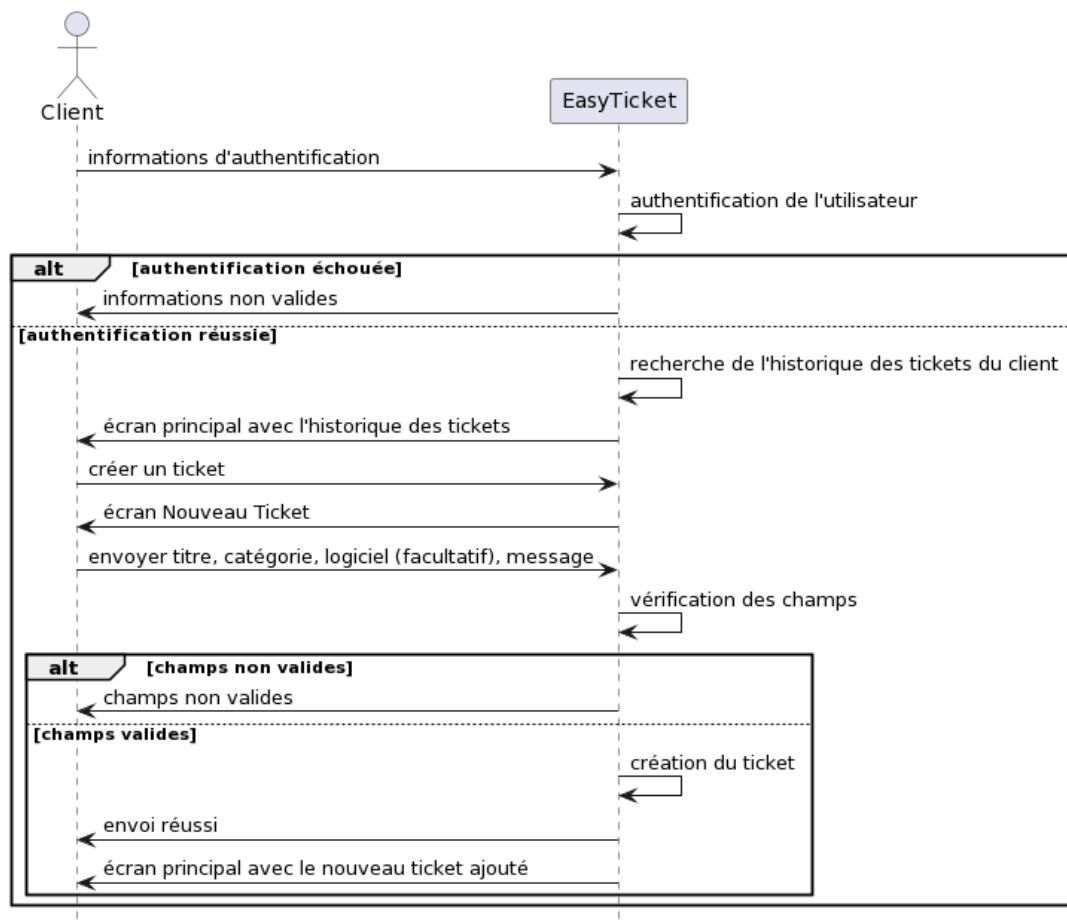 Client
EasyTicket
informations d'authentification
authentification de l'utilisateur
alt [authentification échouée]
informations non valides
[authentification réussie]
recherche de l'historique des tickets du client
écran principal avec l'historique des tickets
créer un ticket
écran Nouveau Ticket
envoyer titre, catégorie, logiciel (facultatif), message
vérification des champs
alt [champs non valides]
champs non valides
[champs valides]
création du ticket
envoi réussi
écran principal avec le nouveau ticket ajouté